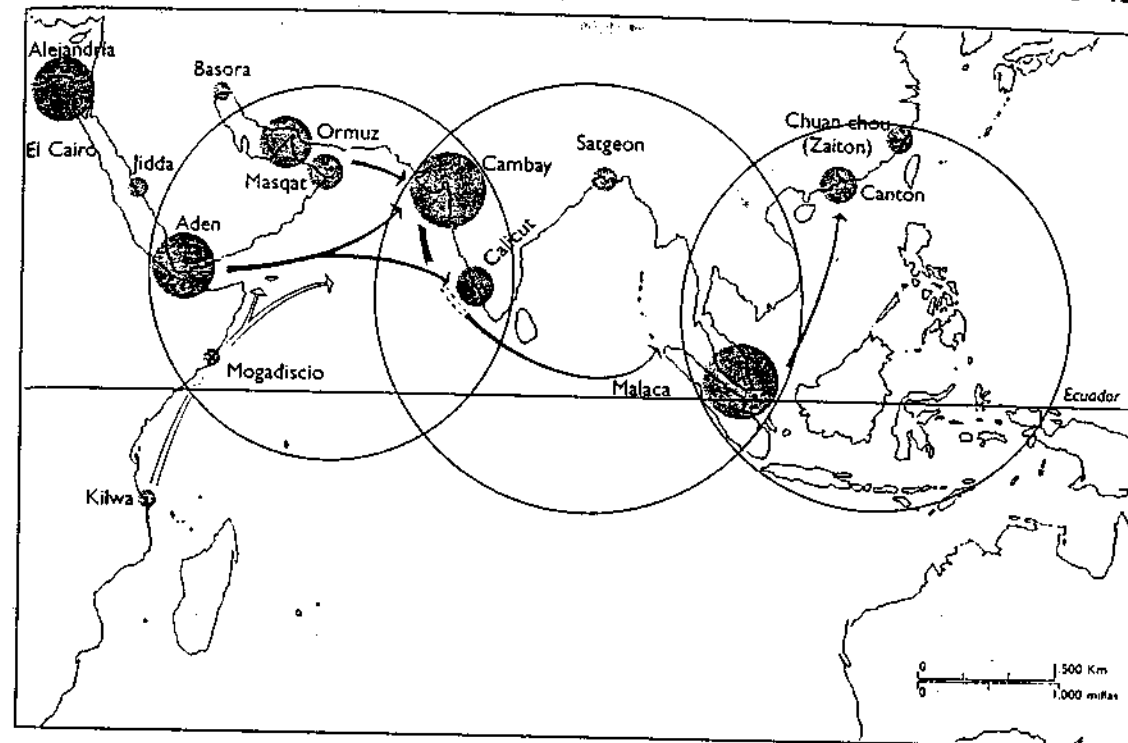 Alejandría
Basora
Ormuz
El Cairo
Jidda
Masqat
Cambay
Satgeon
Chuan chou
(Zaiton)
Canton
Aden
Calicut
Mogadiscio
Malaca
Ecuador
Kilwa
0
500 Km
0
1.000 millas